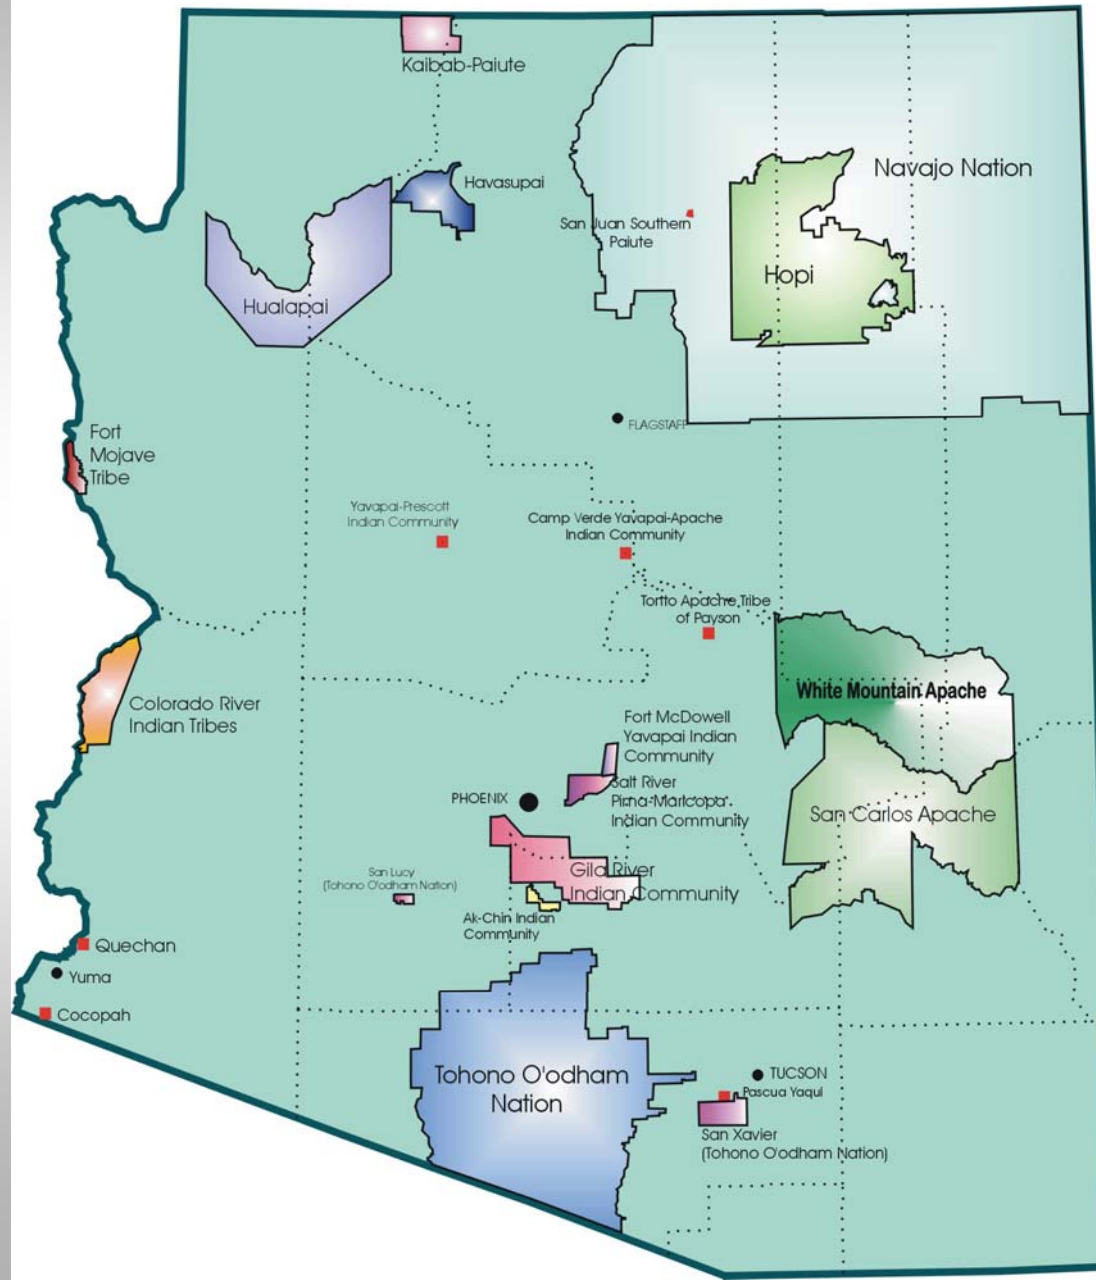 Kaibab-Paiute
Havasupai
Navajo Nation
San Juan Southern
Paiute
Hopi
Hualapai
FLAGSTAFF
Fort
Mojave
Tribe
Yavapai-Prescott
Indian Community
Camp Verde Yavapai-Apache
Indian Community
Tortto Apache Tribe
of Payson
White Mountain Apache
Colorado River
Indian Tribes
Fort McDowell
Yavapai Indian
Community
PHOENIX
Salt River
Pima-Maricopa
Indian Community
San Carlos Apache
San Lucy
(Tohono O'odham Nation)
Gila River
Indian Community
Ak-Chin Indian
Community
Quechan
Yuma
Cocopah
Tohono O'odham
Nation
TUCSON
Pascua Yaqui
San Xavier
(Tohono O'odham Nation)